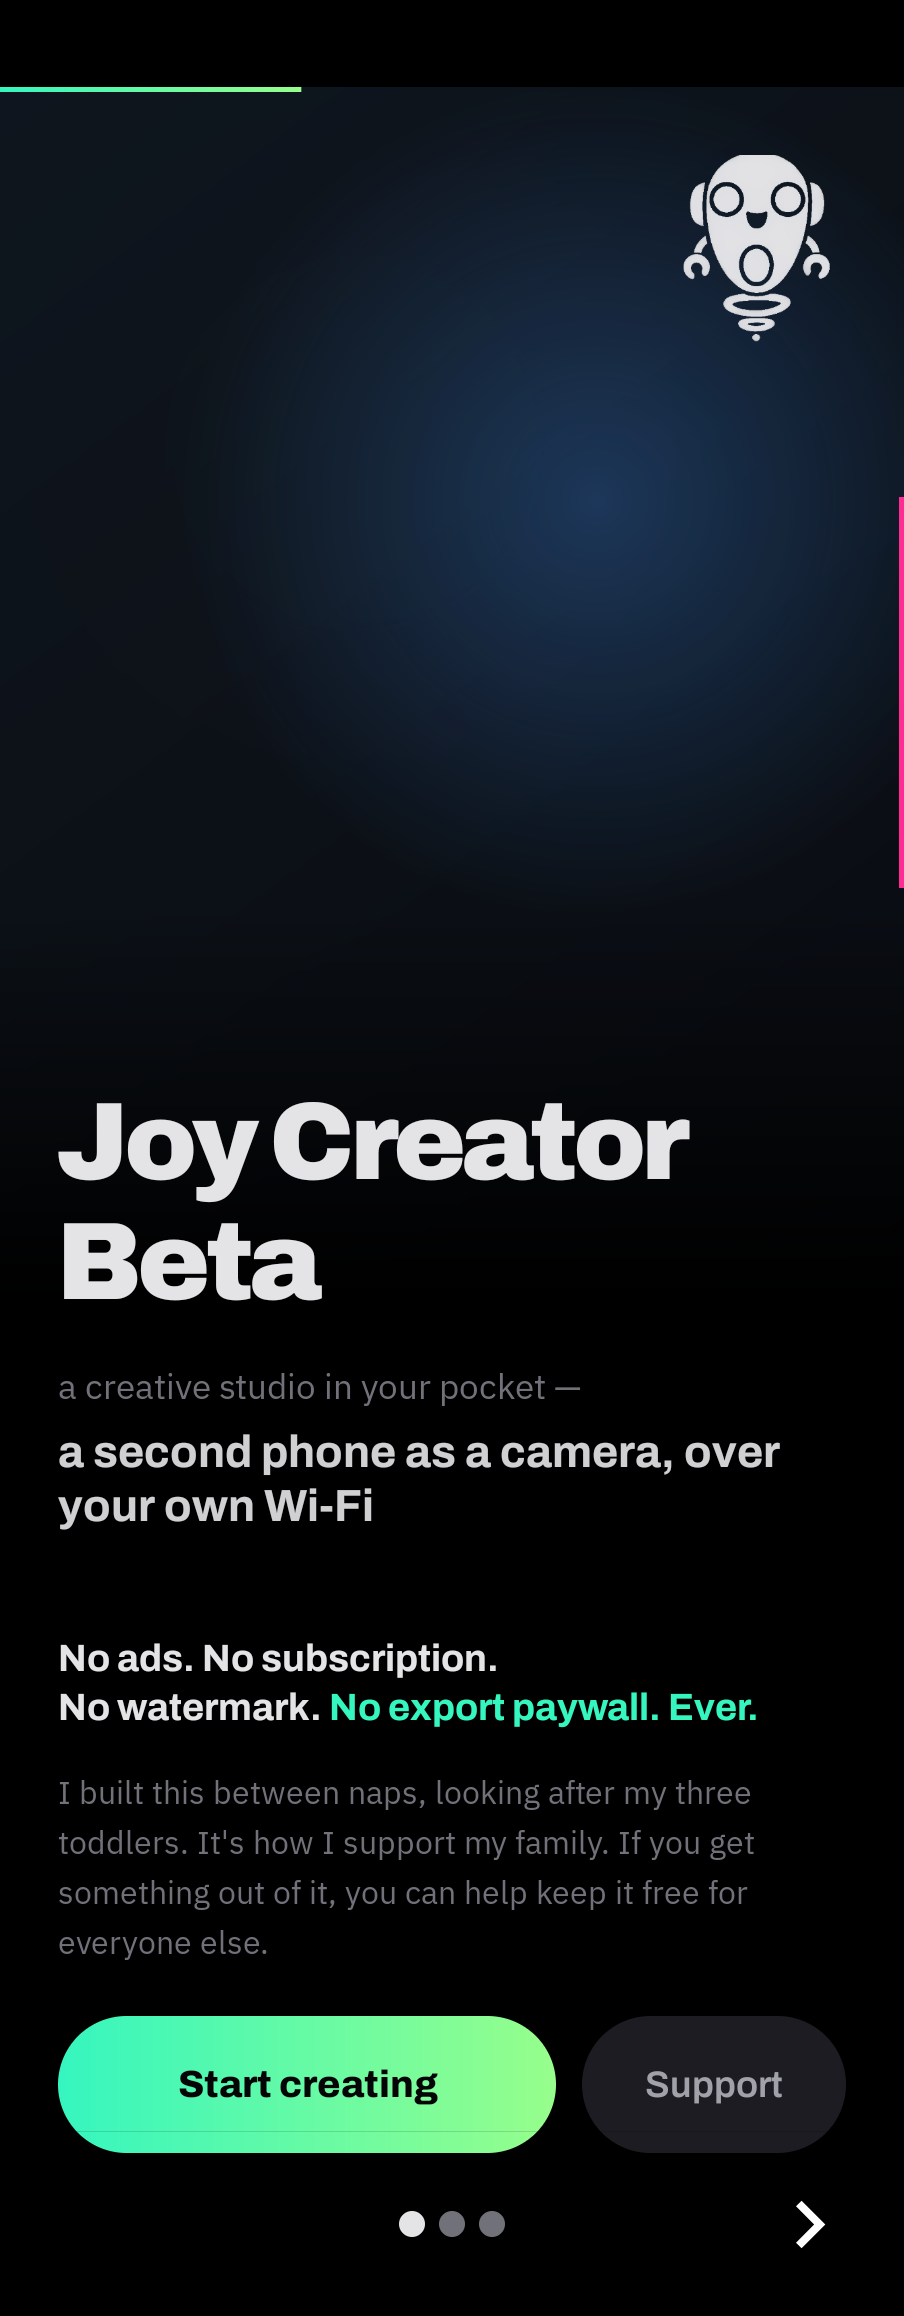 Joy Creator
Beta
a creative studio in your pocket —
a second phone as a camera, over
your own Wi-Fi
No ads. No subscription.
No watermark. No export paywall. Ever.
I built this between naps, looking after my three
toddlers. It's how I support my family. If you get
something out of it, you can help keep it free for
everyone else.
Start creating
Support